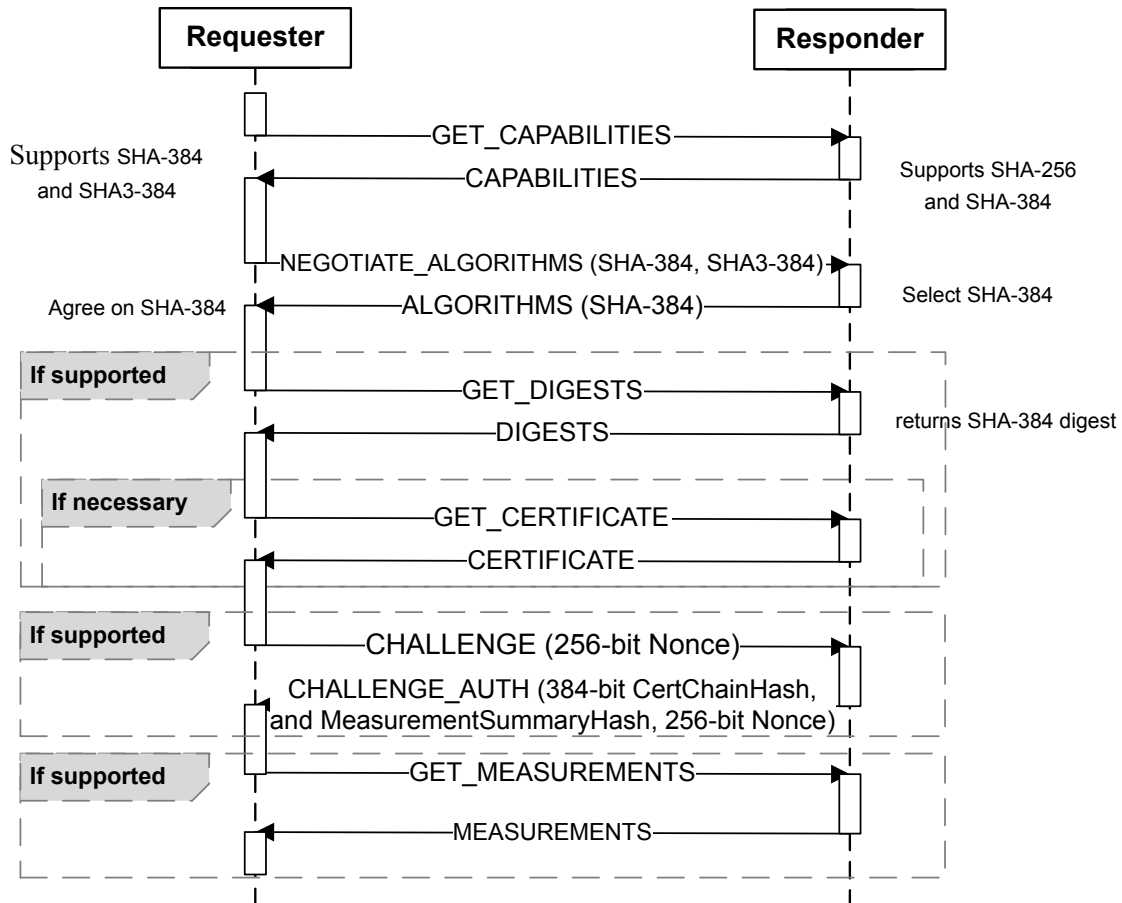 Requester
Responder
GET_CAPABILITIES
Supports SHA-384
and SHA3-384
CAPABILITIES
Supports SHA-256
and SHA-384
NEGOTIATE_ALGORITHMS (SHA-384, SHA3-384)
Agree on SHA-384
ALGORITHMS (SHA-384)
Select SHA-384
If supported
GET_DIGESTS
DIGESTS
returns SHA-384 digest
If necessary
GET_CERTIFICATE
CERTIFICATE
If supported
CHALLENGE (256-bit Nonce)
CHALLENGE_AUTH (384-bit CertChainHash,
and MeasurementSummaryHash, 256-bit Nonce)
If supported
GET_MEASUREMENTS
MEASUREMENTS